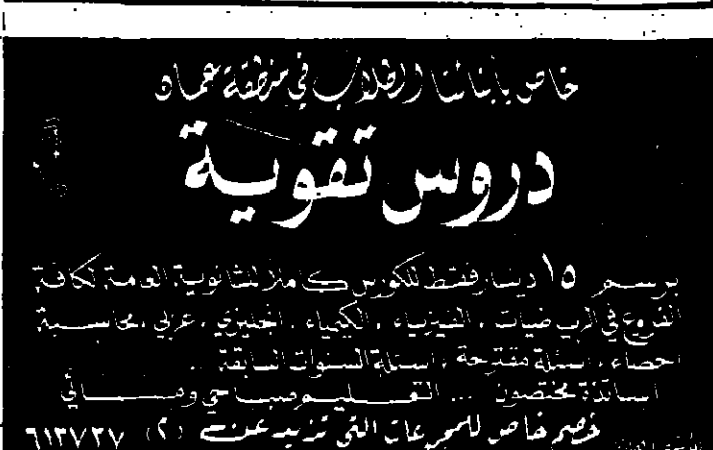 خاص بأبنائنا الطلاب في منطقة عمان
دروس تقوية
برسم ١٥ دينار فقط للكورس كاملا للثانوية العامة لكافة
الفروع في الرياضيات ، الفيزياء ، الكيمياء ، انجليزي ، عربي ، محاسبة
احصاء ، اسئلة مقترحة ، اسئلة السنوات السابقة ..
اساتذة مختصون ... التعليم صباحي ومسائي
خصم خاص للمجموعات التي تزيد عن (٢) ٦١٣٧٣٧